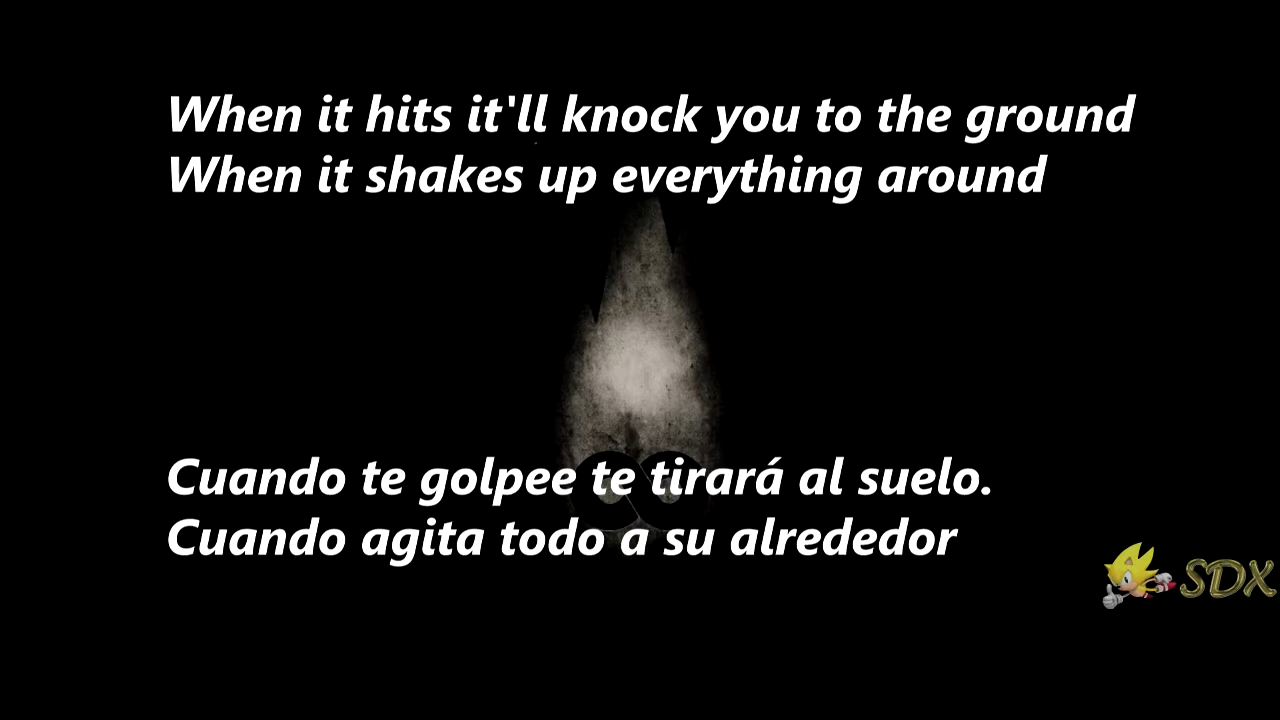 When it hits it'll knock you to the ground
When it shakes up everything around
Cuando te golpee te tirará al suelo.
Cuando agita todo a su alrededor
SDX